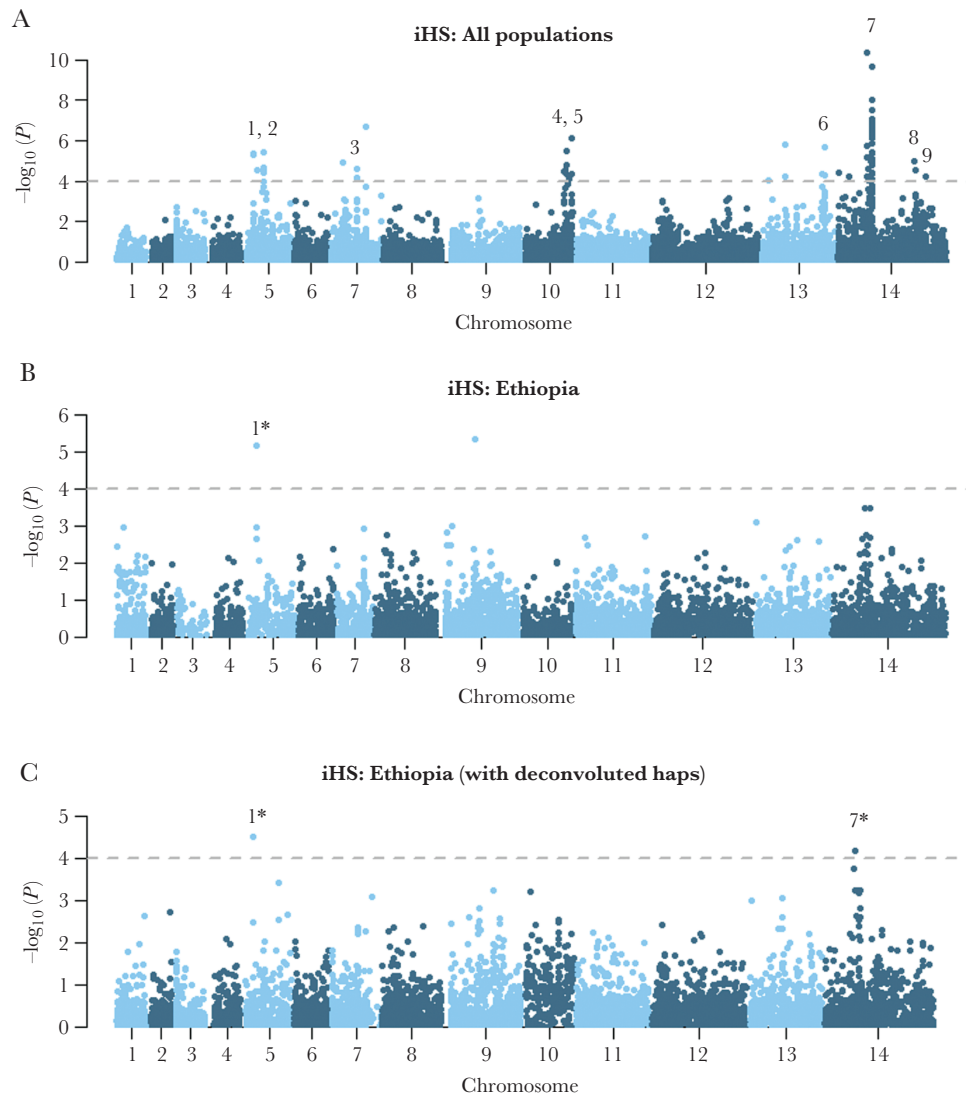 A
iHS: All populations
7
10
8
6
4
2
0
–log10 (P)
1, 2
3
4, 5
6
8
9
1 2 3 4 5 6 7 8 9 10 11 12 13 14
Chromosome
B
iHS: Ethiopia
6
5
4
3
2
1
0
–log10 (P)
1*
1 2 3 4 5 6 7 8 9 10 11 12 13 14
Chromosome
C
iHS: Ethiopia (with deconvoluted haps)
5
4
3
2
1
0
–log10 (P)
1*
7*
1 2 3 4 5 6 7 8 9 10 11 12 13 14
Chromosome